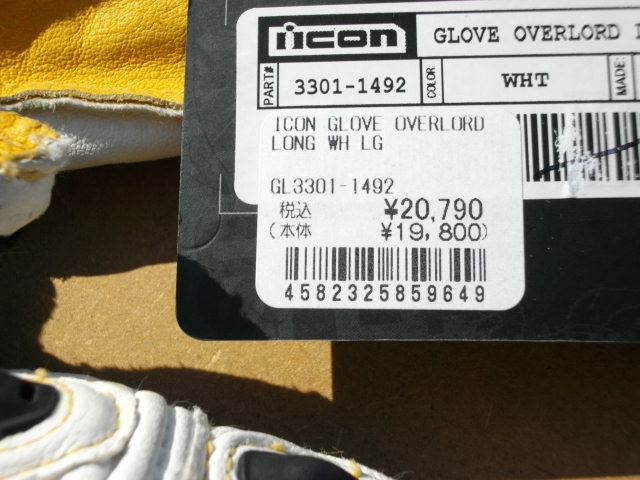 icon GLOVE OVERLORD
PART# 3301-1492 COLOR WHT MADE:
ICON GLOVE OVERLORD
LONG WH LG
GL3301-1492
税込 ¥20,790
(本体 ¥19,800)
4582325859649